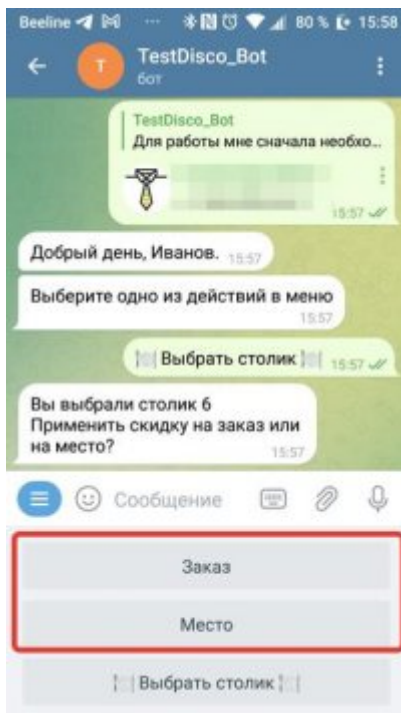 Beeline 80 % 15:58
TestDisco_Bot
бот
T
TestDisco_Bot
Для работы мне сначала необхо...
15:57
Добрый день, Иванов. 15:57
Выберите одно из действий в меню
15:57
Выбрать столик 15:57
Вы выбрали столик 6
Применить скидку на заказ или
на место?
15:57
Сообщение
Заказ
Место
Выбрать столик